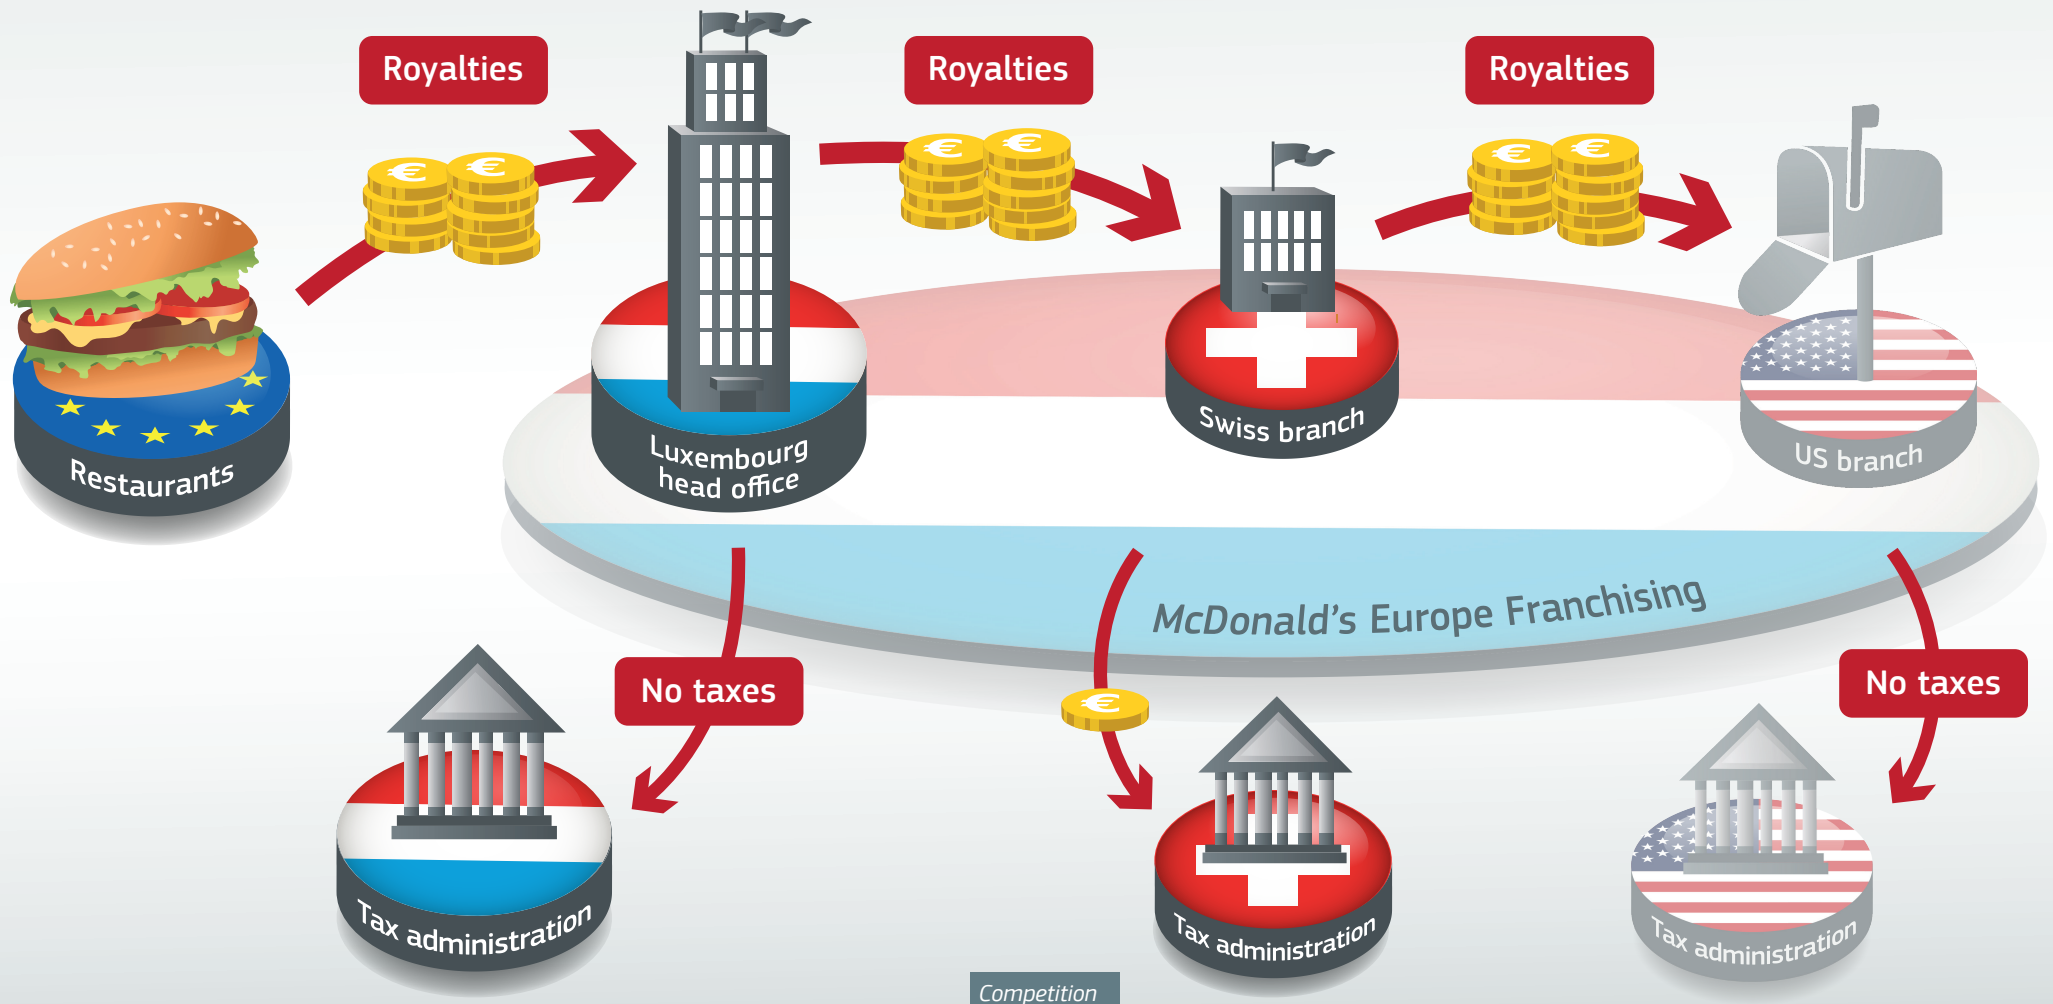 Royalties
Royalties
Royalties
Restaurants
Luxembourg
head office
Swiss branch
US branch
McDonald's Europe Franchising
No taxes
No taxes
Tax administration
Tax administration
Tax administration
Competition